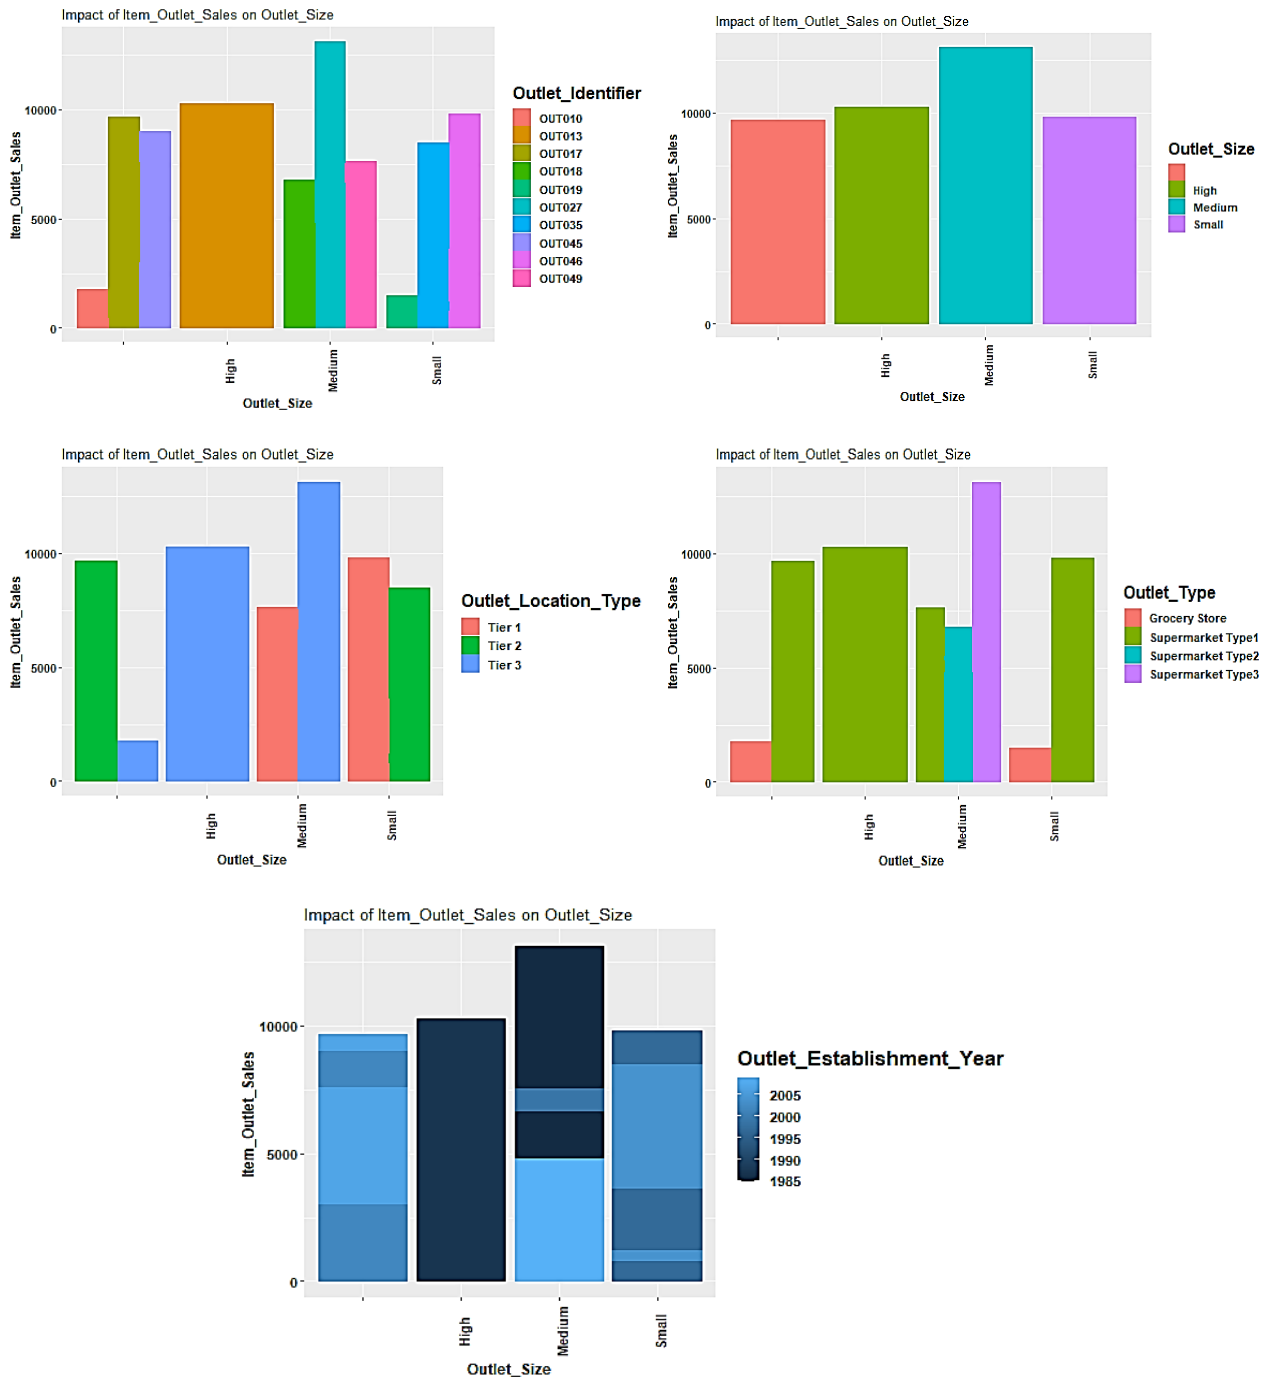 Impact of Item_Outlet_Sales on Outlet_Size
Item_Outlet_Sales
10000
5000
0
High
Medium
Small
Outlet_Size
Outlet_Identifier
OUT010
OUT013
OUT017
OUT018
OUT019
OUT027
OUT035
OUT045
OUT046
OUT049
Impact of Item_Outlet_Sales on Outlet_Size
Item_Outlet_Sales
10000
5000
0
High
Medium
Small
Outlet_Size
Outlet_Size
High
Medium
Small
Impact of Item_Outlet_Sales on Outlet_Size
Item_Outlet_Sales
10000
5000
0
High
Medium
Small
Outlet_Size
Outlet_Location_Type
Tier 1
Tier 2
Tier 3
Impact of Item_Outlet_Sales on Outlet_Size
Item_Outlet_Sales
10000
5000
0
High
Medium
Small
Outlet_Size
Outlet_Type
Grocery Store
Supermarket Type1
Supermarket Type2
Supermarket Type3
Impact of Item_Outlet_Sales on Outlet_Size
Item_Outlet_Sales
10000
5000
0
High
Medium
Small
Outlet_Size
Outlet_Establishment_Year
2005
2000
1995
1990
1985